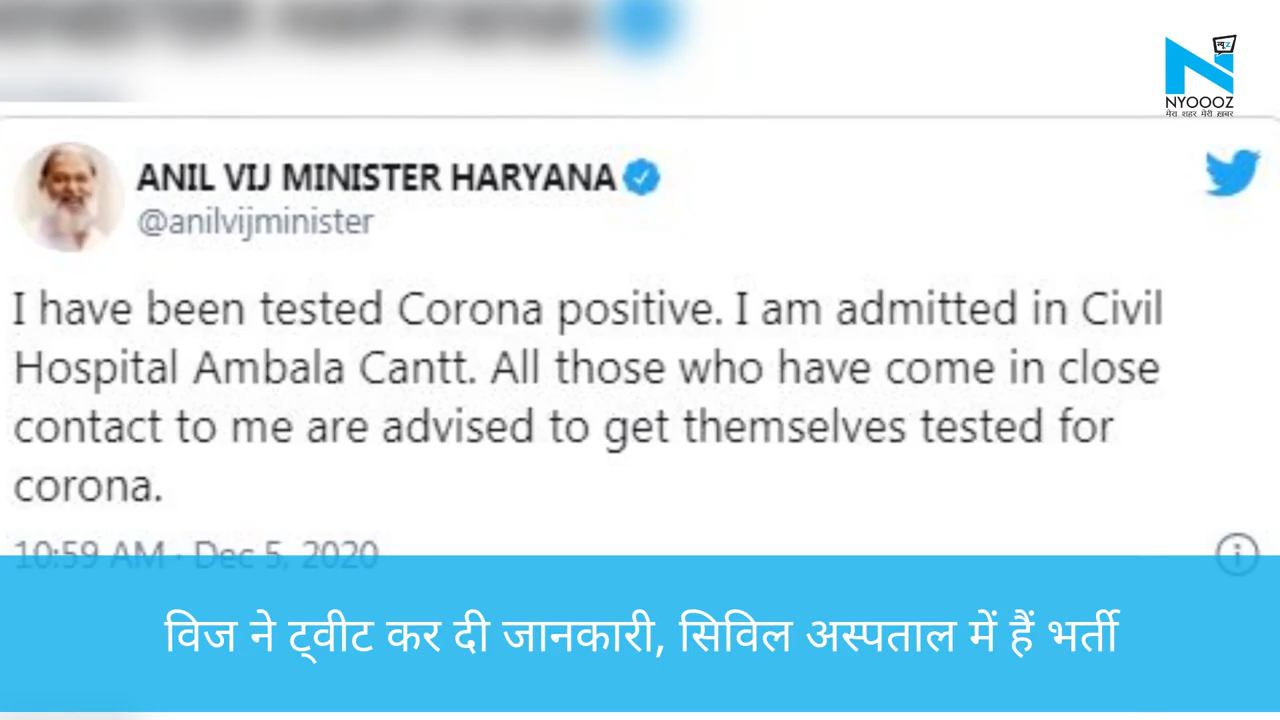 न्यूz
NYOOOZ
मेरा शहर मेरी ख़बर
ANIL VIJ MINISTER HARYANA
@anilvijminister
I have been tested Corona positive. I am admitted in Civil
Hospital Ambala Cantt. All those who have come in close
contact to me are advised to get themselves tested for
corona.
10:59 AM · Dec 5, 2020
विज ने ट्वीट कर दी जानकारी, सिविल अस्पताल में हैं भर्ती